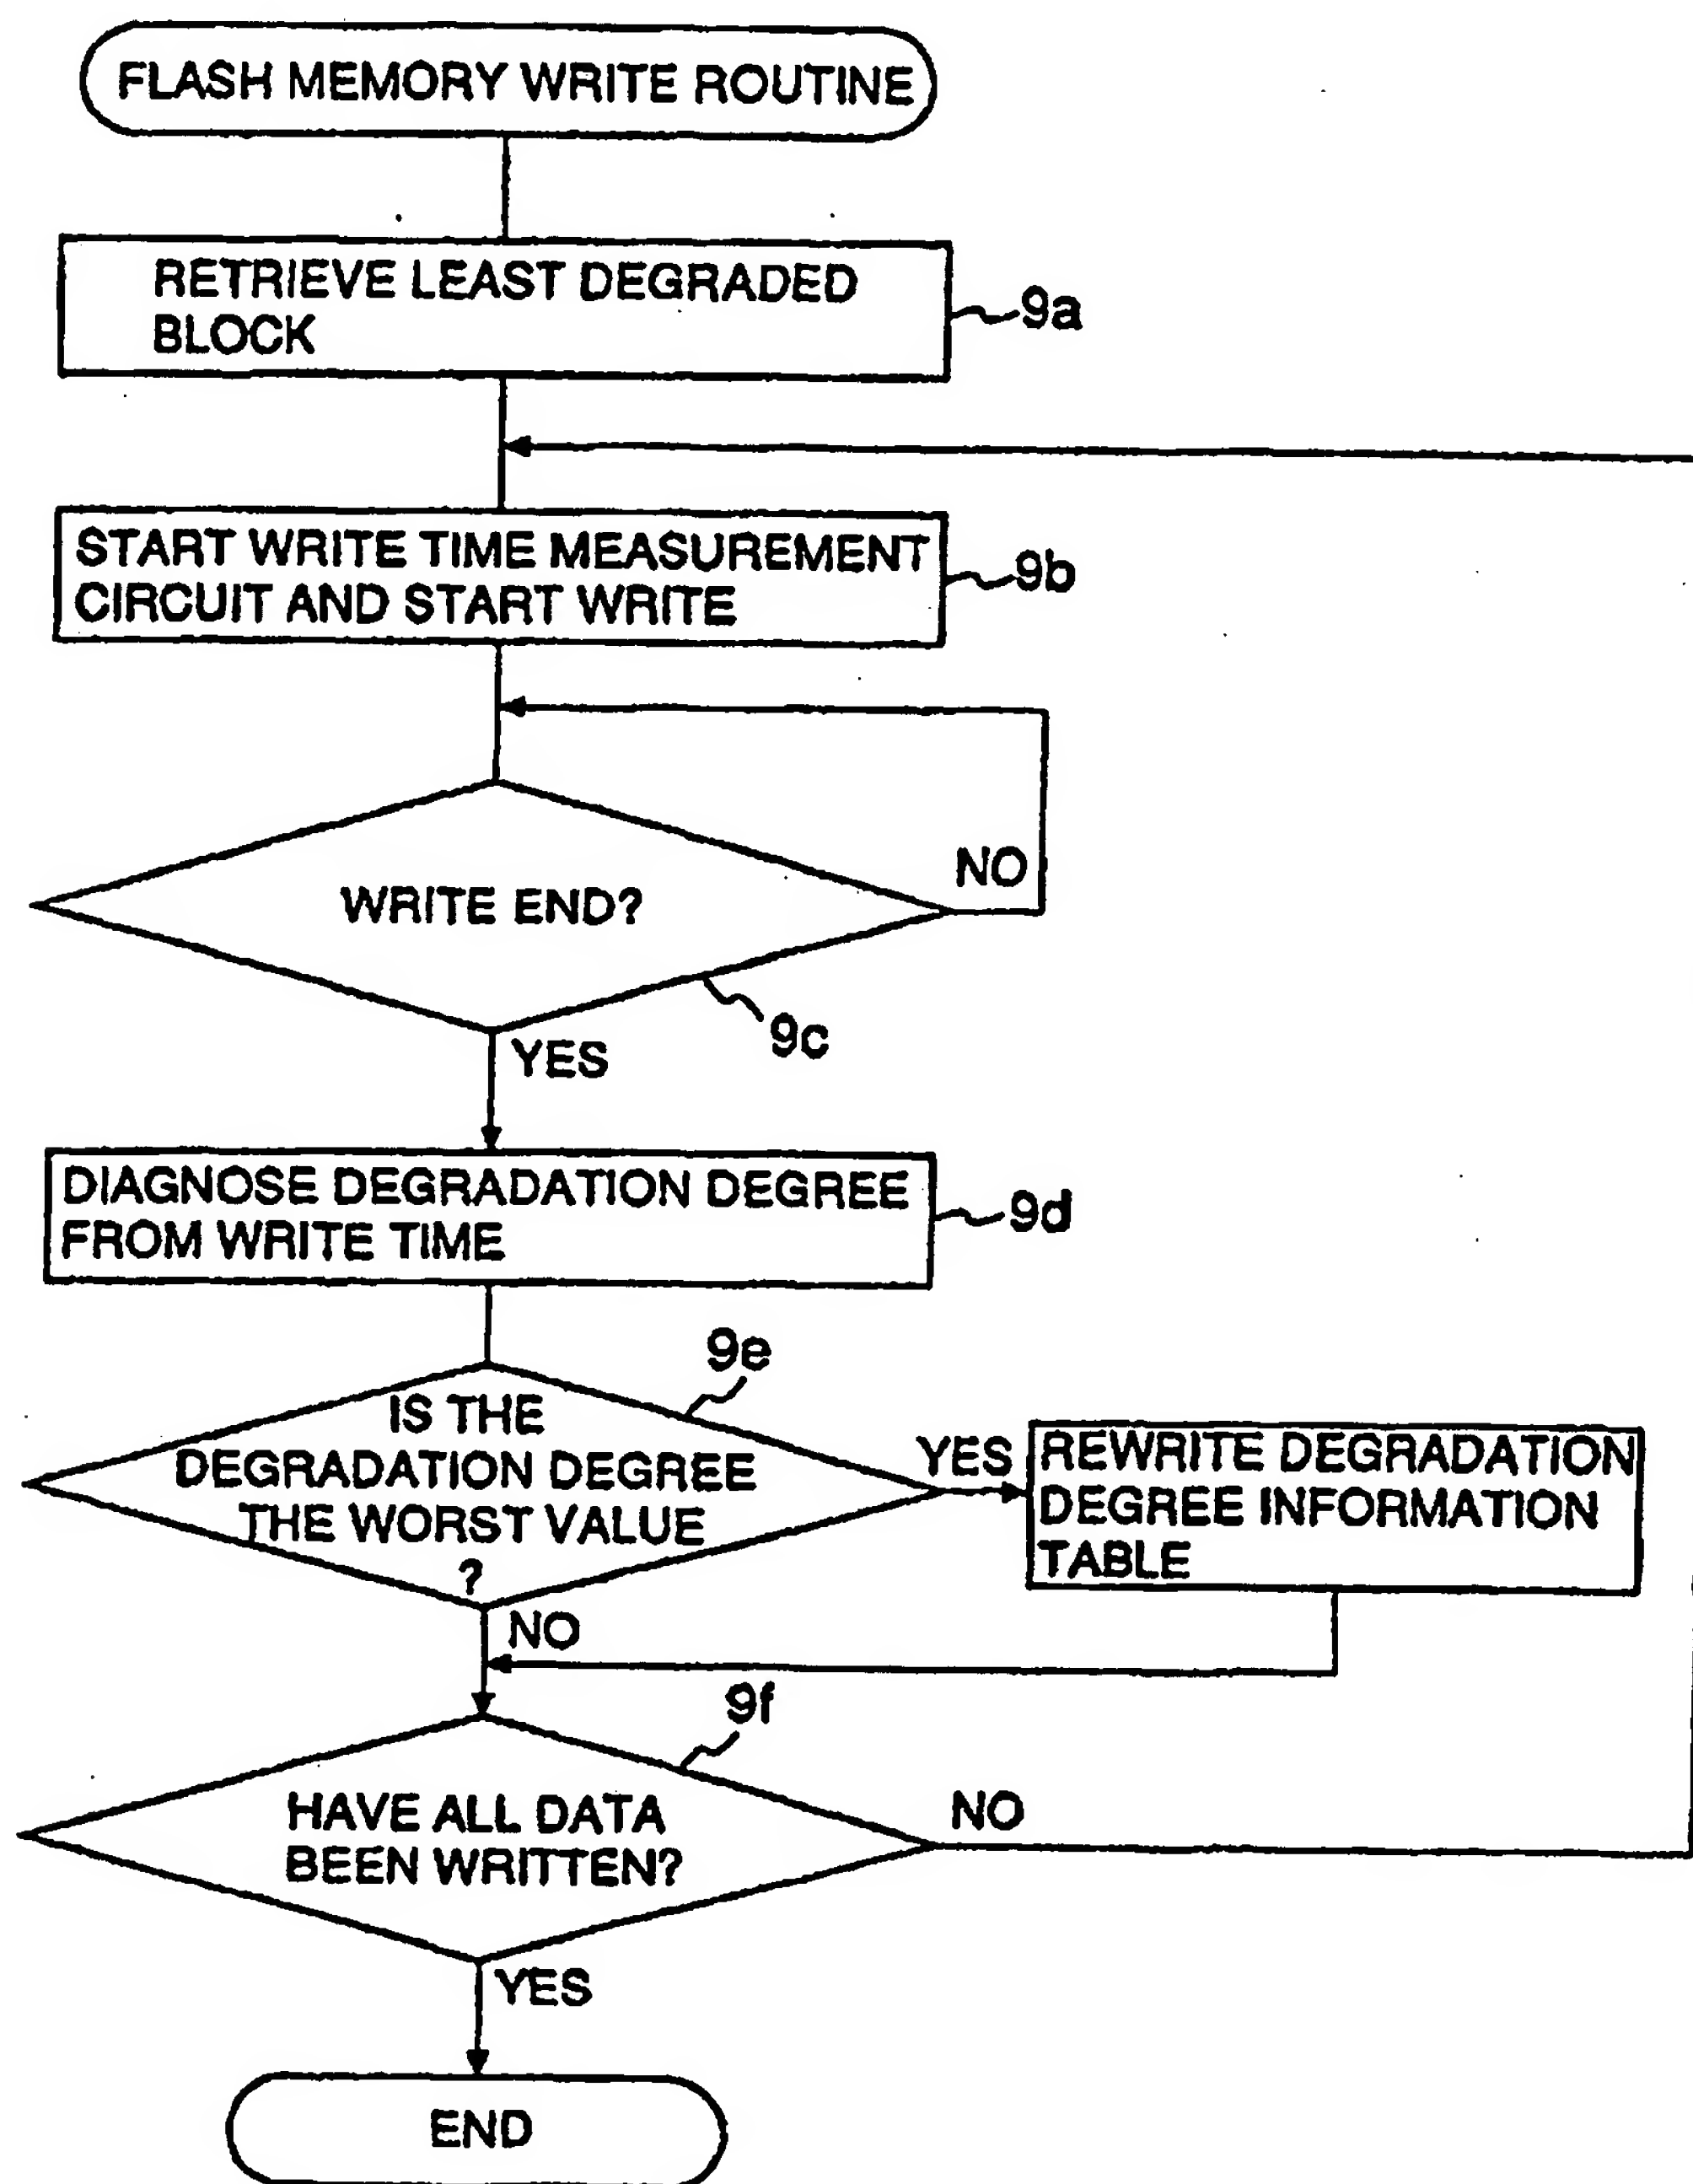 FLASH MEMORY WRITE ROUTINE
RETRIEVE LEAST DEGRADED
BLOCK
9a
START WRITE TIME MEASUREMENT
CIRCUIT AND START WRITE
9b
NO
WRITE END?
9c
YES
DIAGNOSE DEGRADATION DEGREE
FROM WRITE TIME
9d
9e
IS THE
DEGRADATION DEGREE
THE WORST VALUE
?
YES
REWRITE DEGRADATION
DEGREE INFORMATION
TABLE
NO
9f
HAVE ALL DATA
BEEN WRITTEN?
NO
YES
END